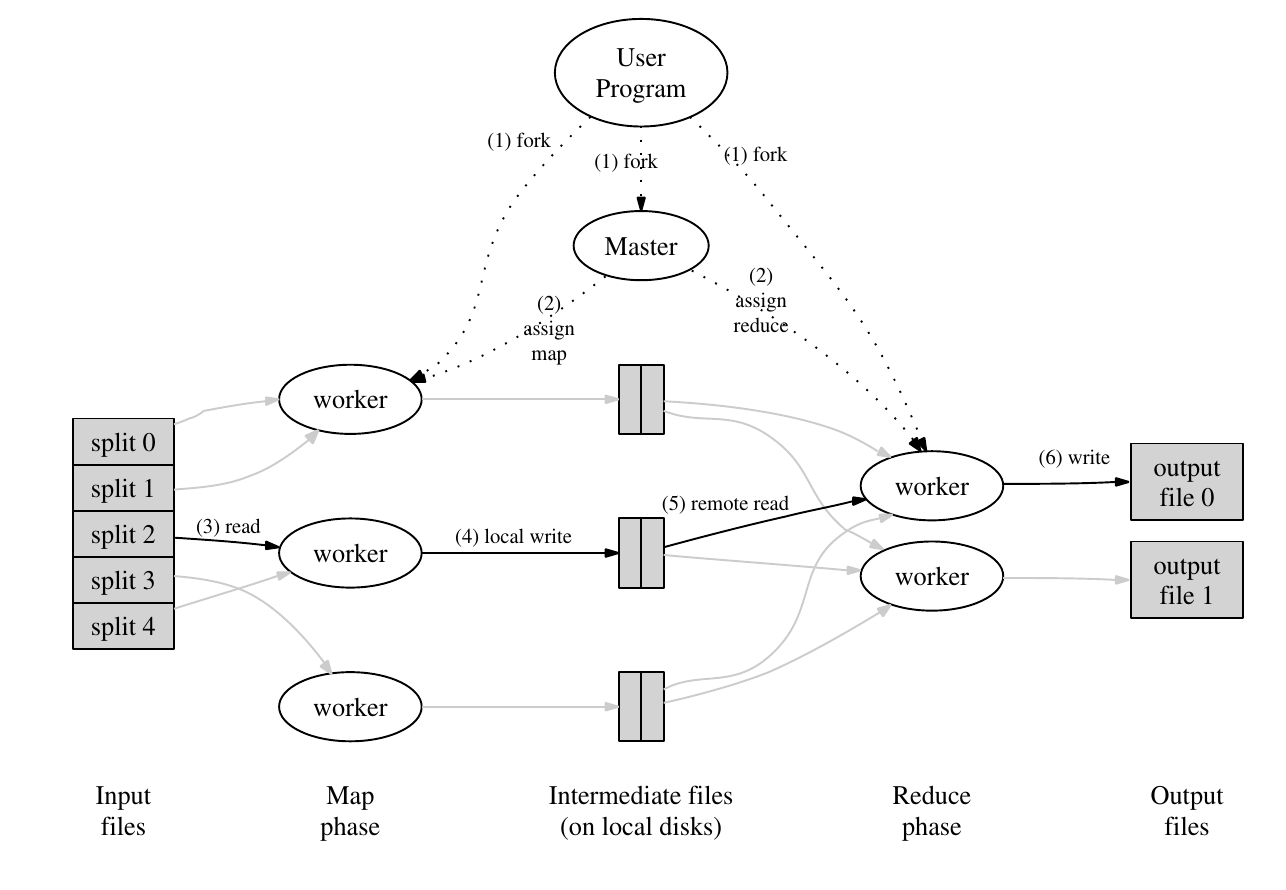 User
Program
(1) fork
(1) fork
(1) fork
Master
(2)
assign
map
(2)
assign
reduce
worker
split 0
split 1
split 2
split 3
split 4
(3) read
worker
(4) local write
(5) remote read
worker
(6) write
output
file 0
worker
output
file 1
worker
Input
files
Map
phase
Intermediate files
(on local disks)
Reduce
phase
Output
files